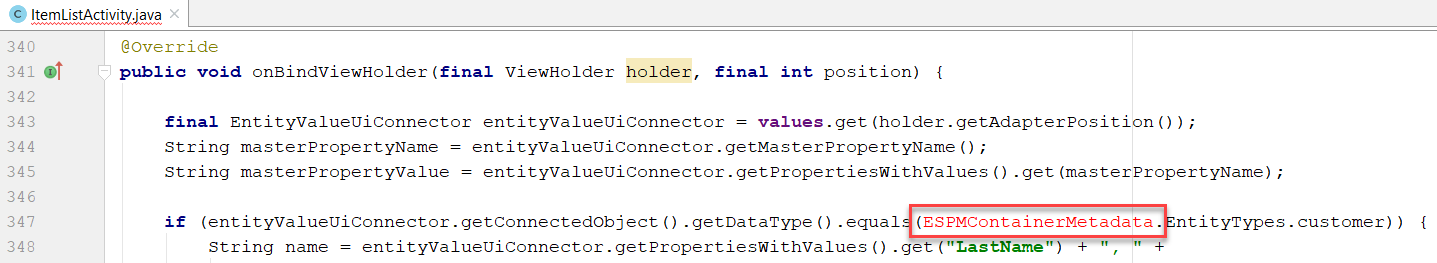 ItemListActivity.java
340 @Override
341 public void onBindViewHolder(final ViewHolder holder, final int position) {
342
343 final EntityValueUiConnector entityValueUiConnector = values.get(holder.getAdapterPosition());
344 String masterPropertyName = entityValueUiConnector.getMasterPropertyName();
345 String masterPropertyValue = entityValueUiConnector.getPropertiesWithValues().get(masterPropertyName);
346
347 if (entityValueUiConnector.getConnectedObject().getDataType().equals(ESPMContainerMetadata.EntityTypes.customer)) {
348 String name = entityValueUiConnector.getPropertiesWithValues().get("LastName") + ", " +